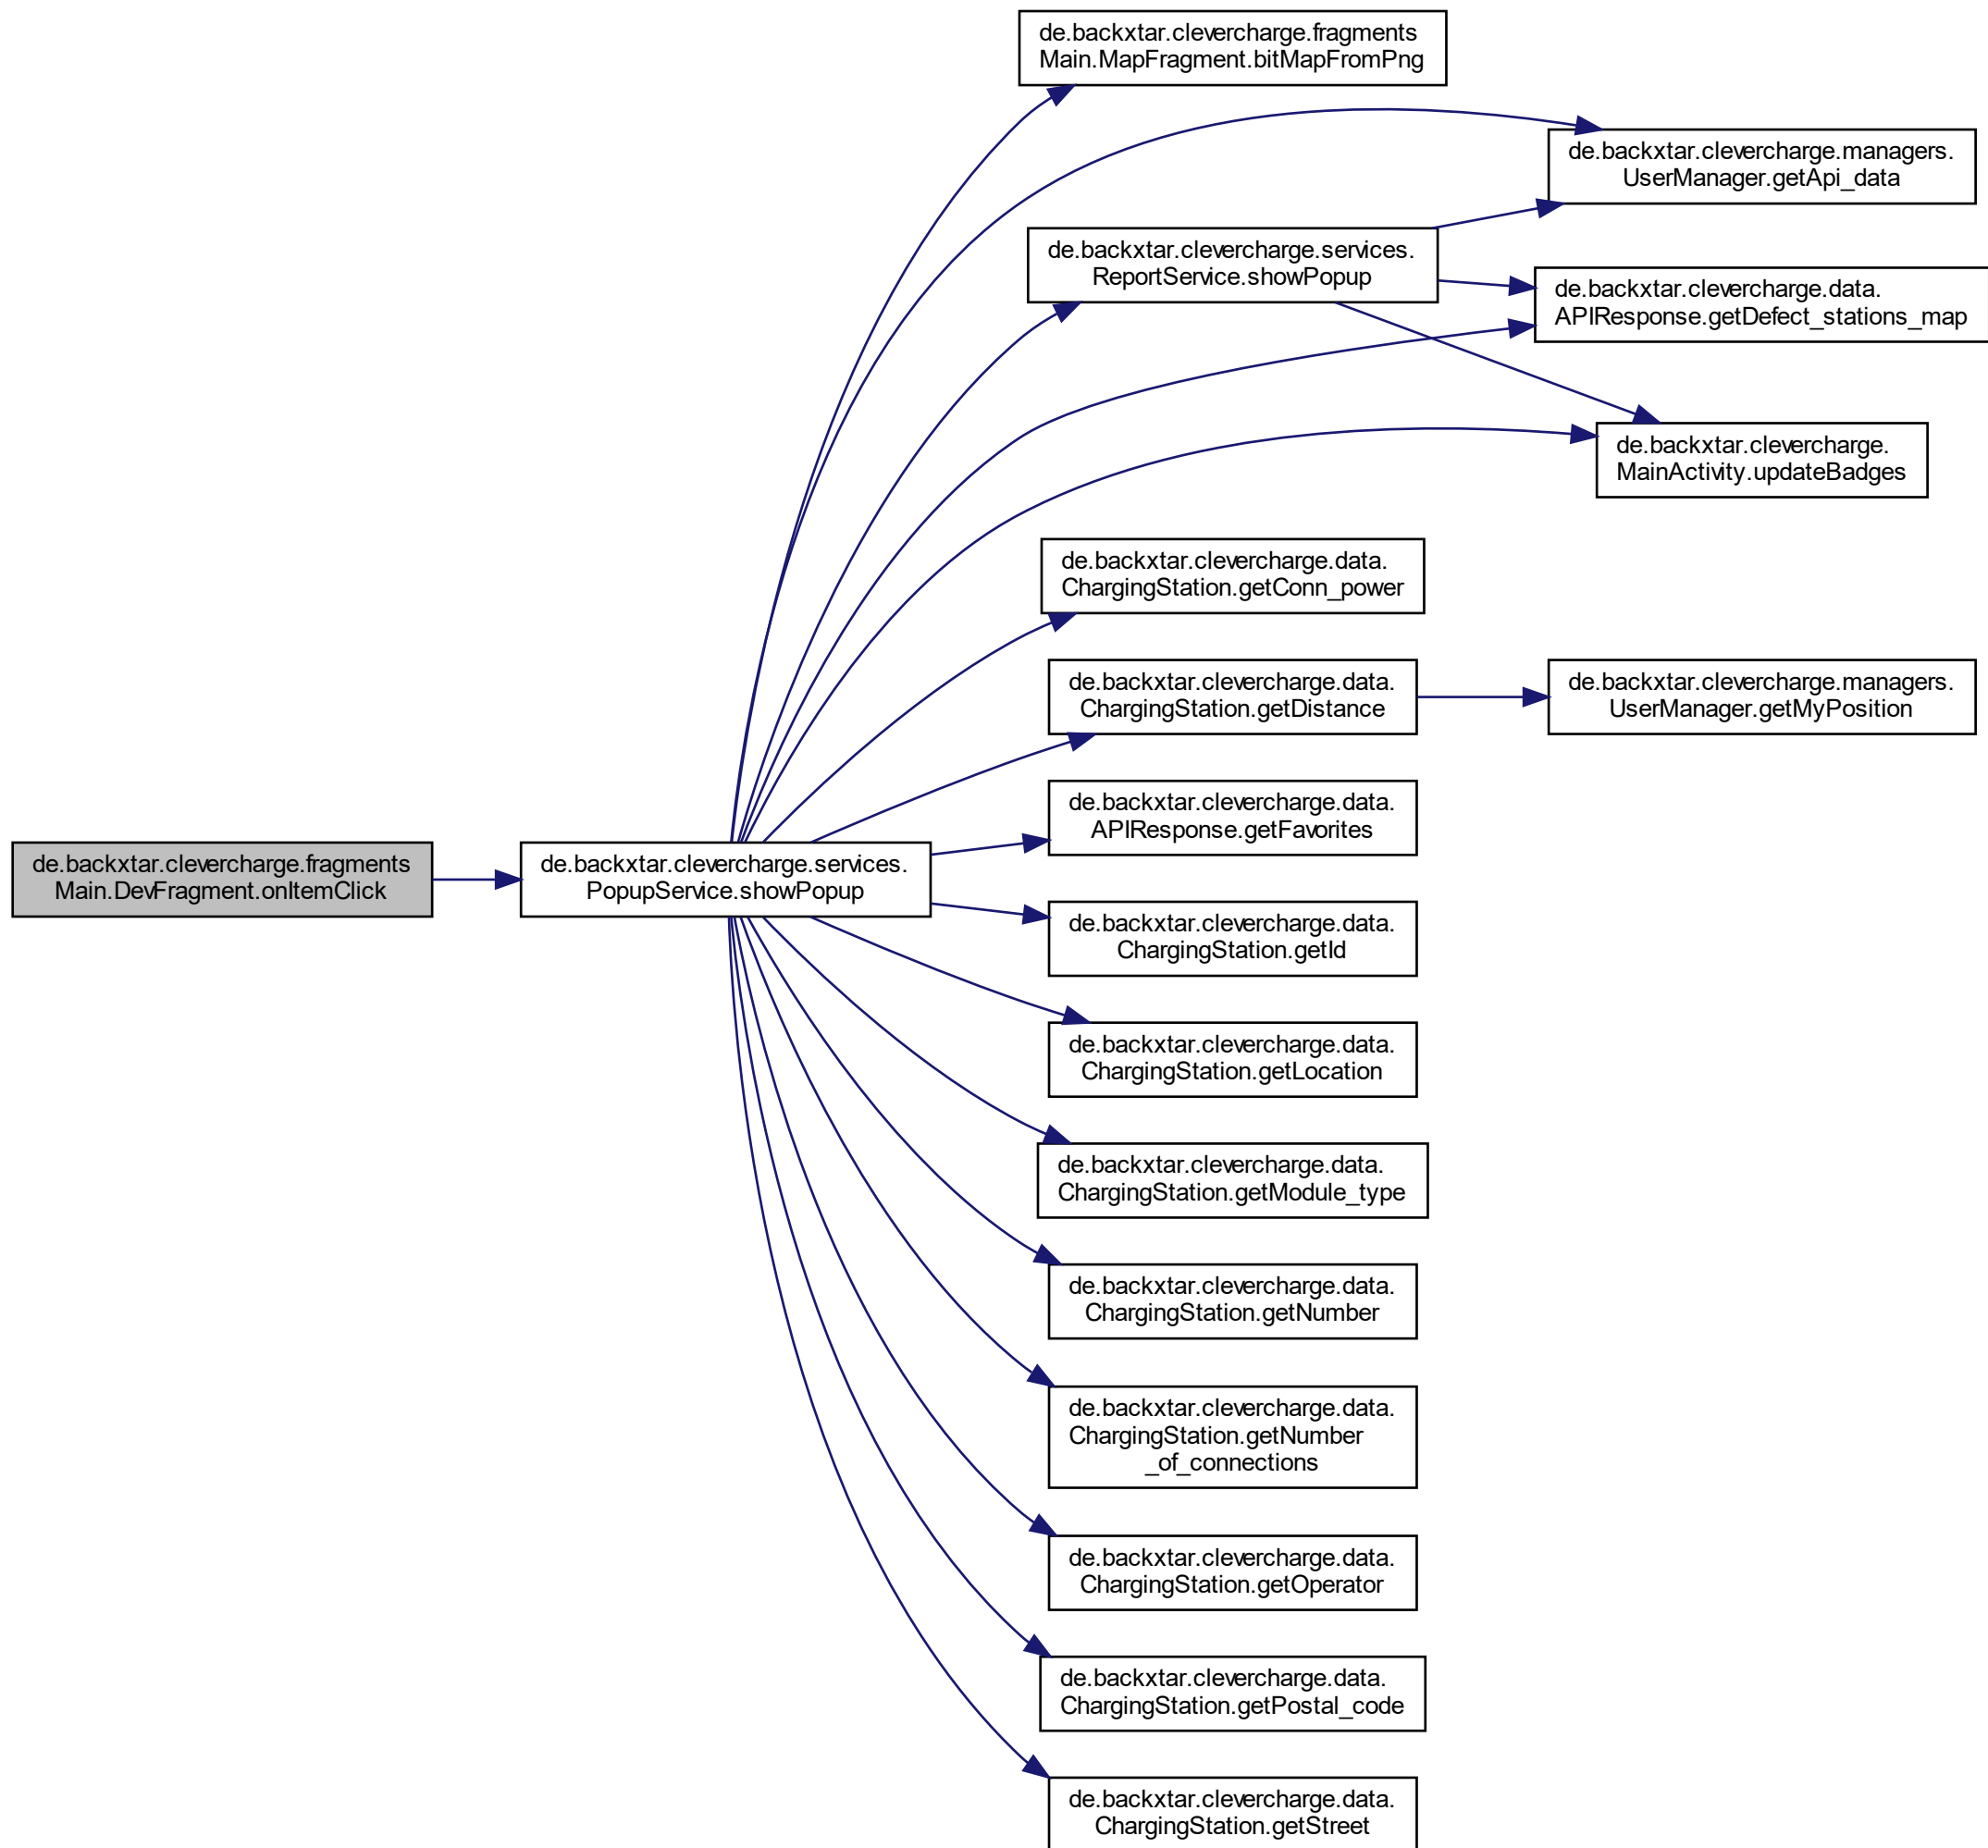 de.backxtar.clevercharge.fragments
Main.MapFragment.bitMapFromPng
de.backxtar.clevercharge.managers.
UserManager.getApi_data
de.backxtar.clevercharge.services.
ReportService.showPopup
de.backxtar.clevercharge.data.
APIResponse.getDefect_stations_map
de.backxtar.clevercharge.
MainActivity.updateBadges
de.backxtar.clevercharge.data.
ChargingStation.getConn_power
de.backxtar.clevercharge.data.
ChargingStation.getDistance
de.backxtar.clevercharge.managers.
UserManager.getMyPosition
de.backxtar.clevercharge.data.
APIResponse.getFavorites
de.backxtar.clevercharge.fragments
Main.DevFragment.onItemClick
de.backxtar.clevercharge.services.
PopupService.showPopup
de.backxtar.clevercharge.data.
ChargingStation.getId
de.backxtar.clevercharge.data.
ChargingStation.getLocation
de.backxtar.clevercharge.data.
ChargingStation.getModule_type
de.backxtar.clevercharge.data.
ChargingStation.getNumber
de.backxtar.clevercharge.data.
ChargingStation.getNumber
_of_connections
de.backxtar.clevercharge.data.
ChargingStation.getOperator
de.backxtar.clevercharge.data.
ChargingStation.getPostal_code
de.backxtar.clevercharge.data.
ChargingStation.getStreet